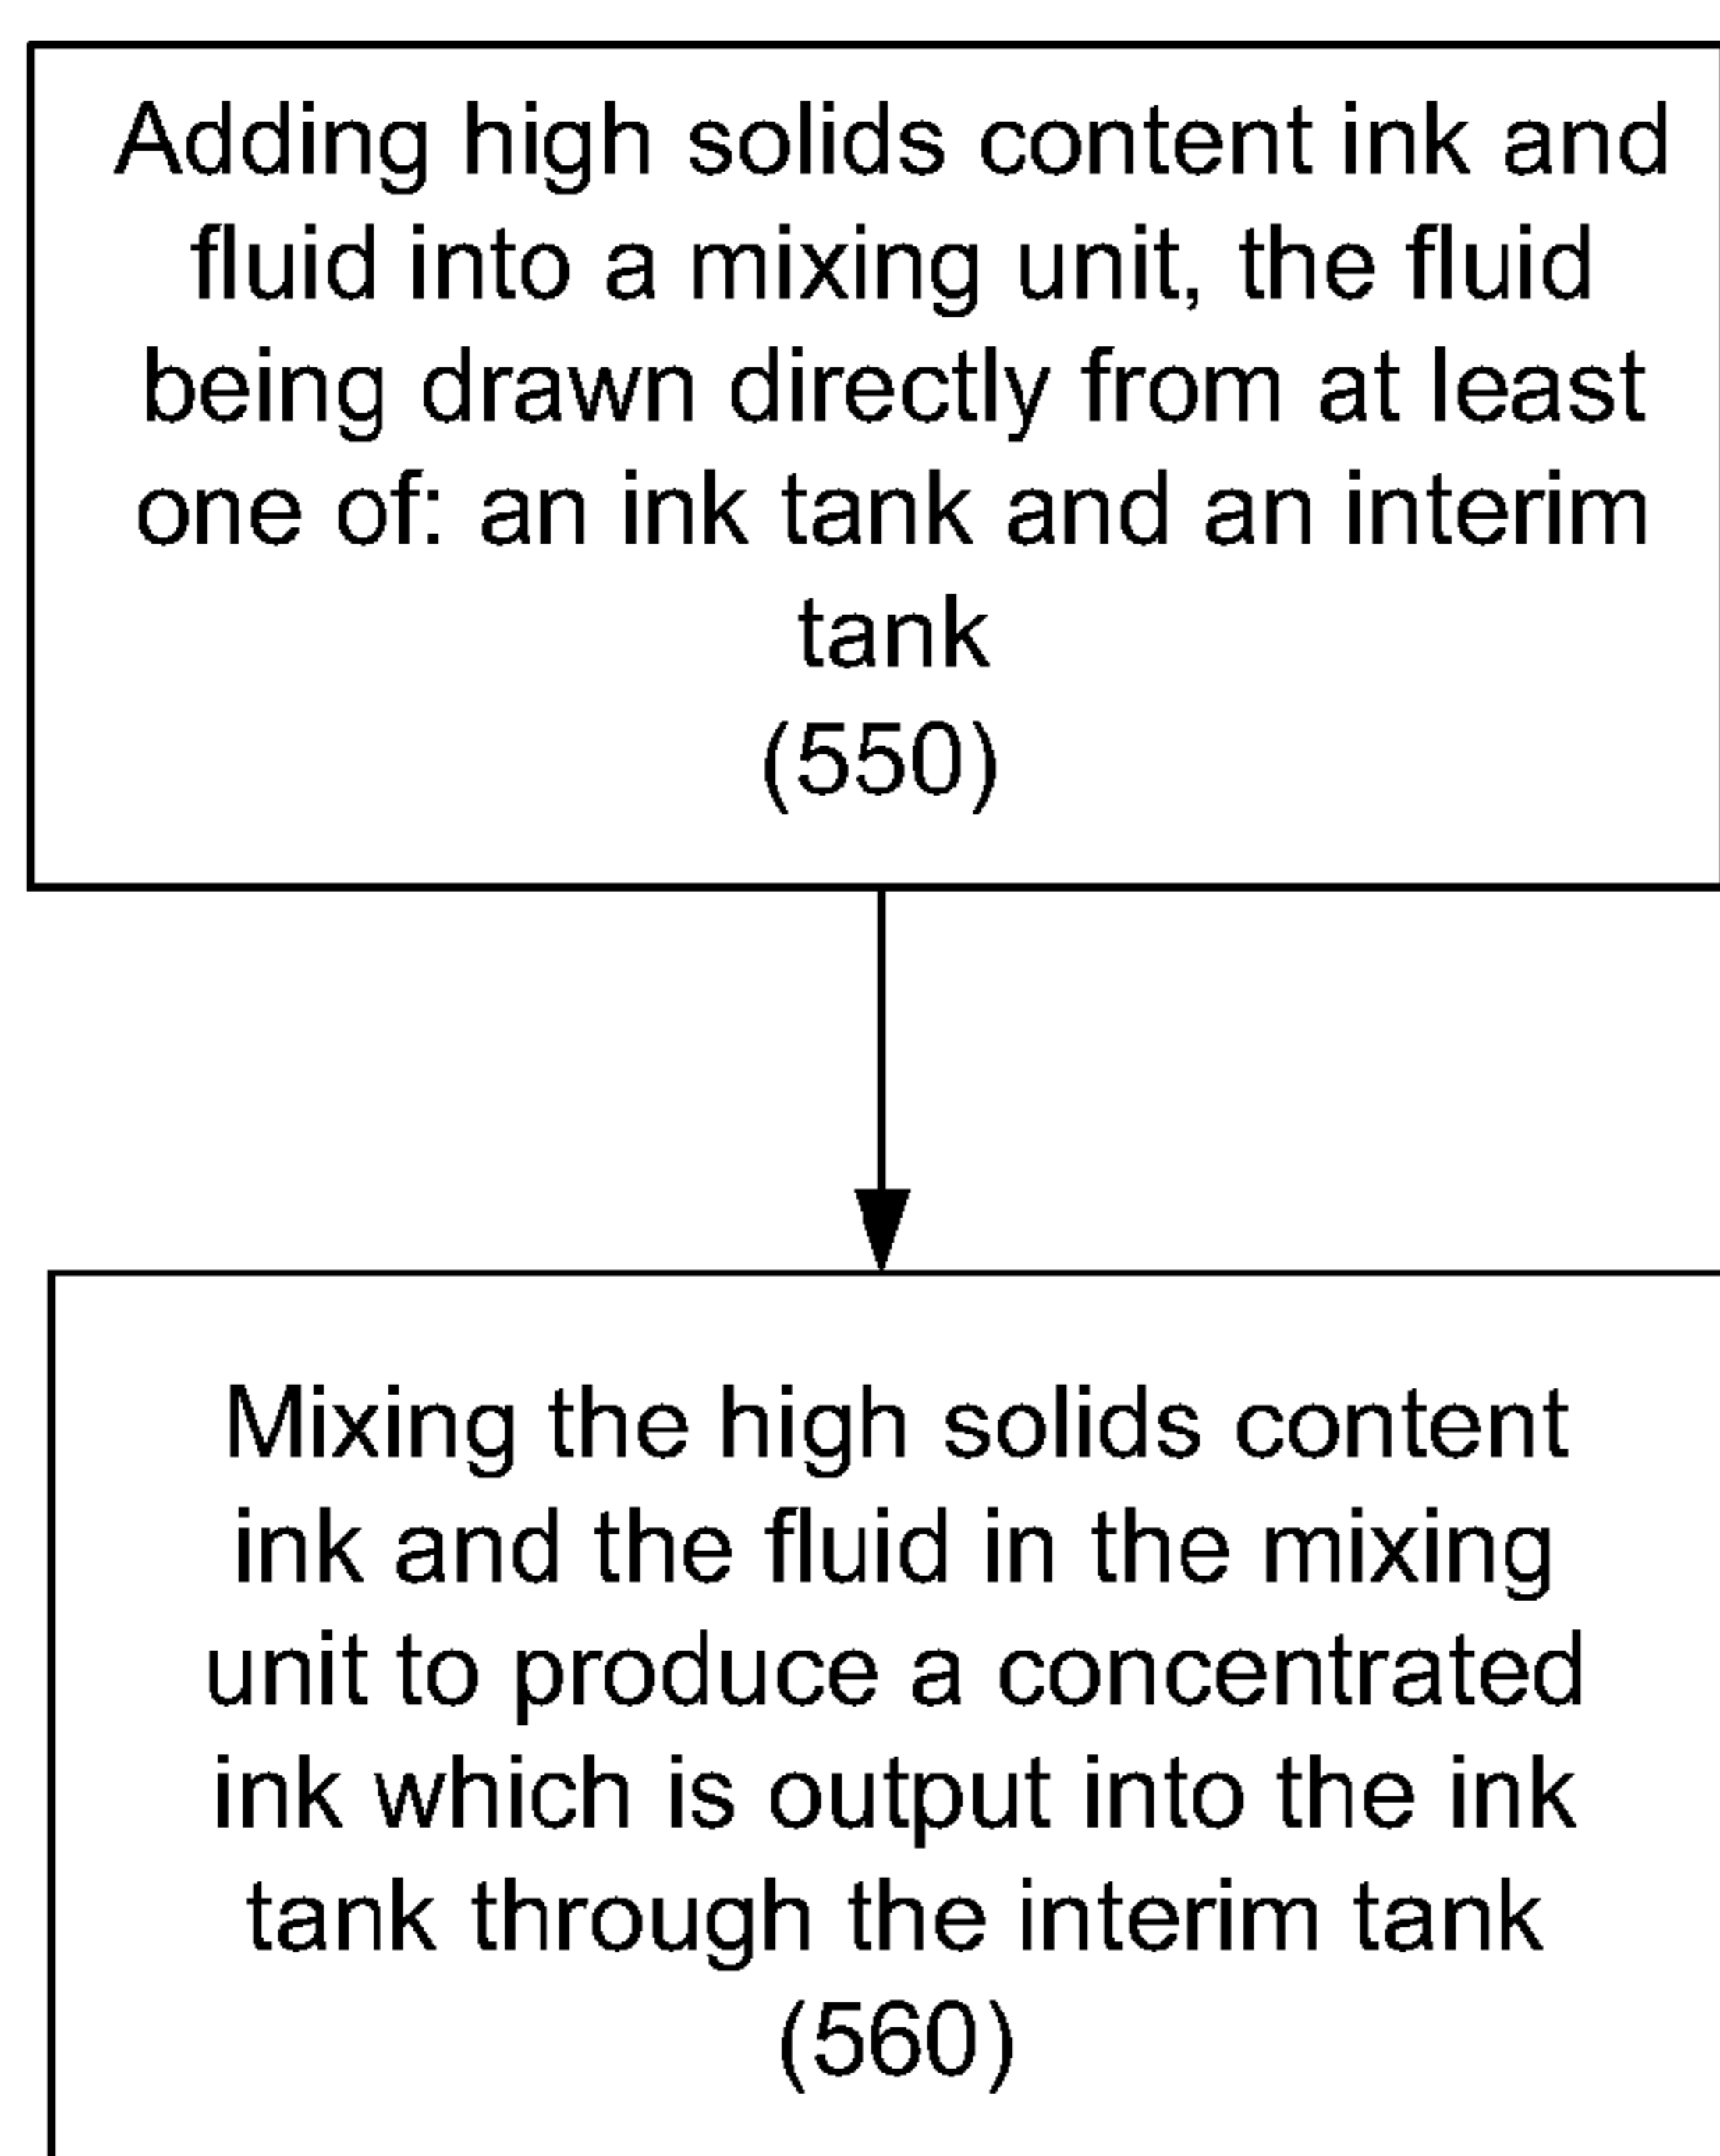 Adding high solids content ink and
fluid into a mixing unit, the fluid
being drawn directly from at least
one of: an ink tank and an interim
tank
(550)
Mixing the high solids content
ink and the fluid in the mixing
unit to produce a concentrated
ink which is output into the ink
tank through the interim tank
(560)